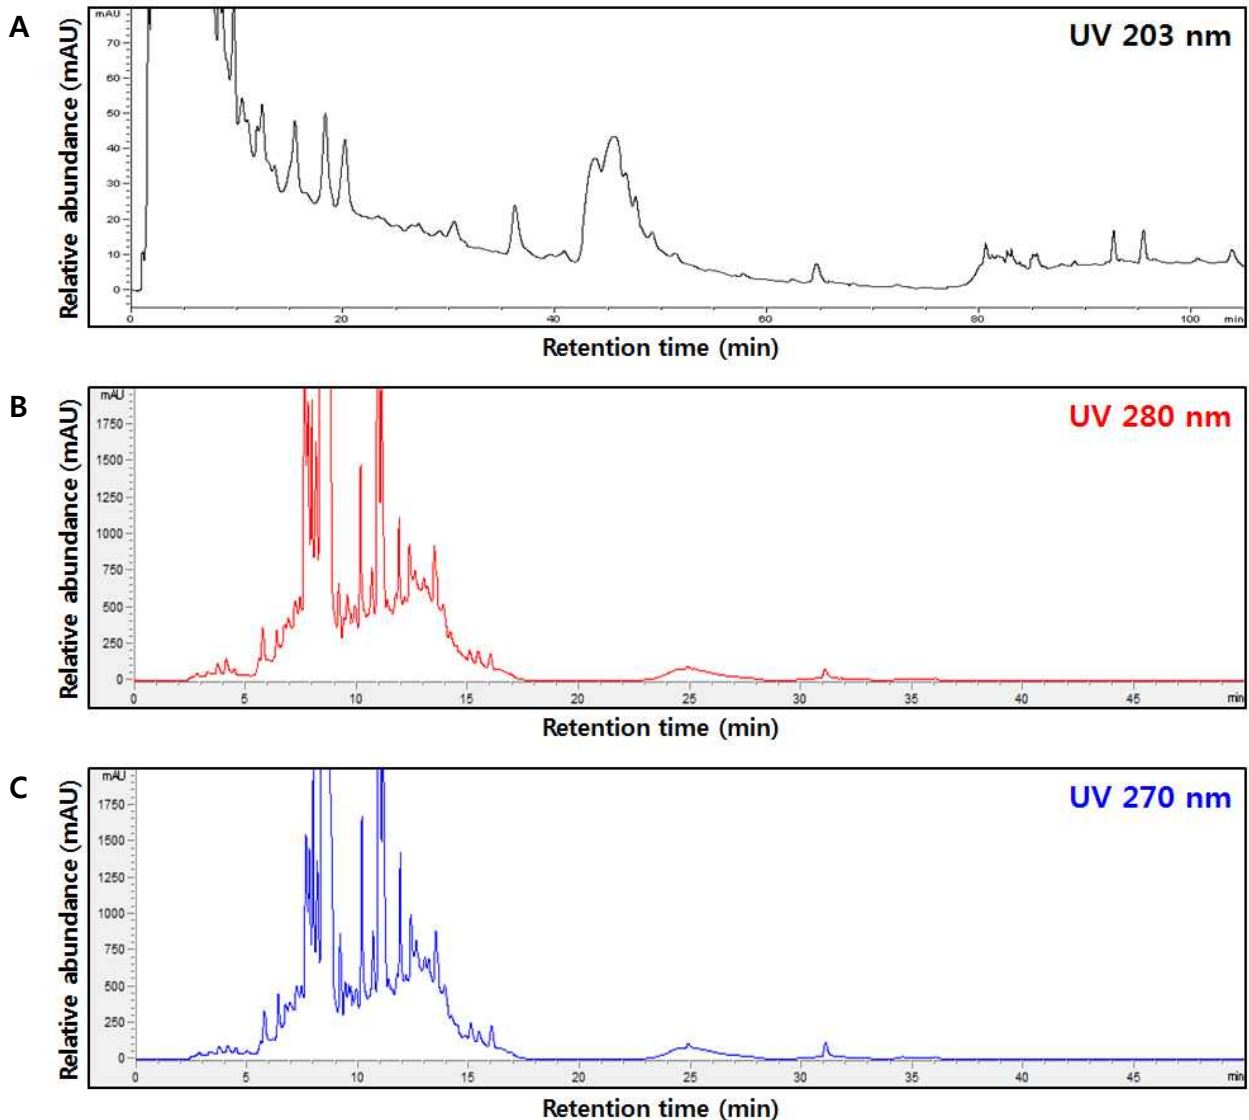 A
Relative abundance (mAU)
mAU
UV 203 nm
70
60
50
40
30
20
10
0
0 20 40 60 80 100 min
Retention time (min)
B
Relative abundance (mAU)
mAU
UV 280 nm
1750
1500
1250
1000
750
500
250
0
0 5 10 15 20 25 30 35 40 45 min
Retention time (min)
C
Relative abundance (mAU)
mAU
UV 270 nm
1750
1500
1250
1000
750
500
250
0
0 5 10 15 20 25 30 35 40 45 min
Retention time (min)